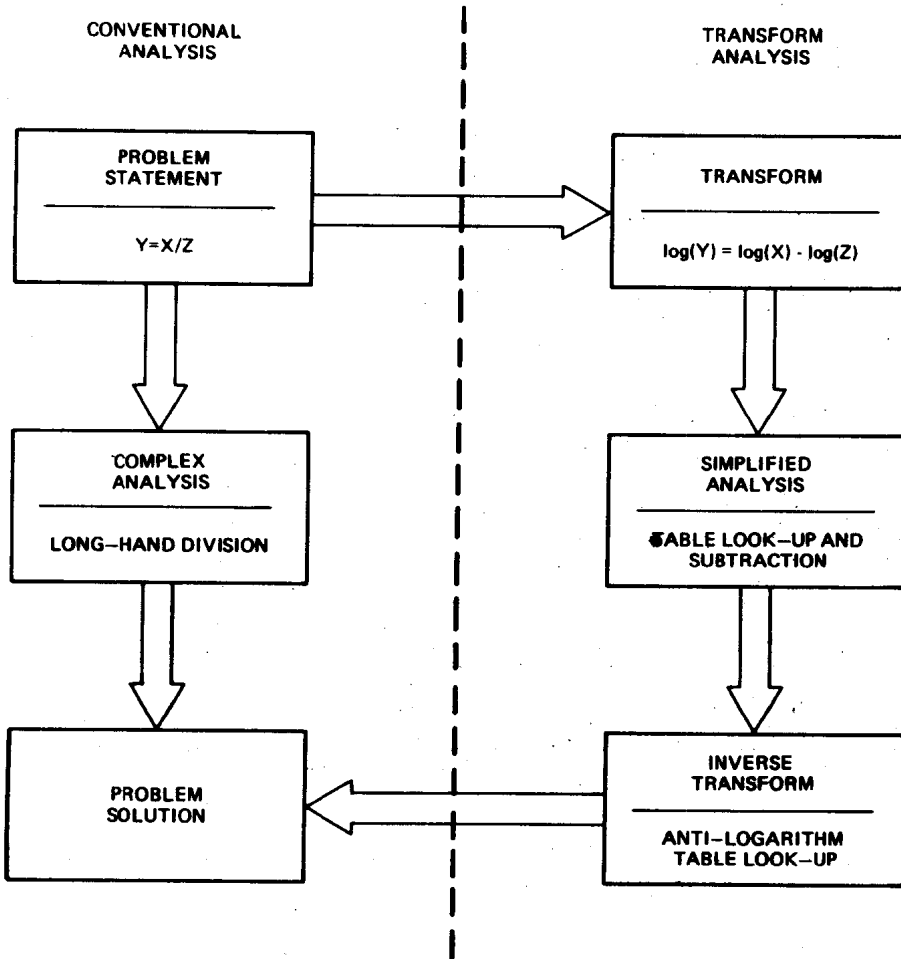 CONVENTIONAL
ANALYSIS
TRANSFORM
ANALYSIS
PROBLEM
STATEMENT
Y=X/Z
TRANSFORM
log(Y) = log(X) - log(Z)
COMPLEX
ANALYSIS
LONG–HAND DIVISION
SIMPLIFIED
ANALYSIS
TABLE LOOK–UP AND
SUBTRACTION
PROBLEM
SOLUTION
INVERSE
TRANSFORM
ANTI–LOGARITHM
TABLE LOOK–UP